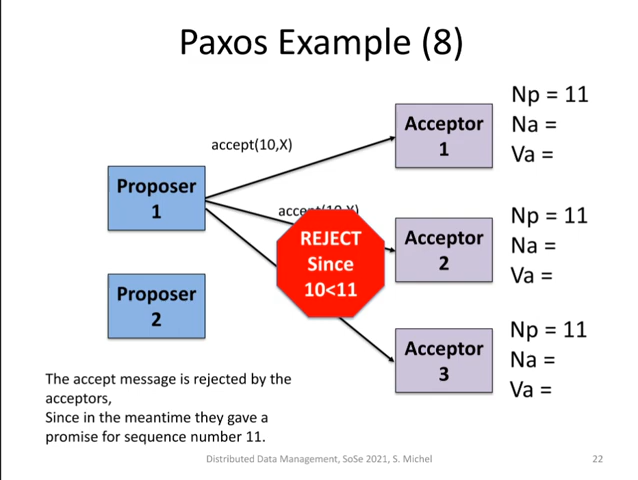 Paxos Example (8)
accept(10,X)
Acceptor
1
Np = 11
Na =
Va =
Proposer
1
accept(10,X)
REJECT
Since
10<11
Acceptor
2
Np = 11
Na =
Va =
Proposer
2
Acceptor
3
Np = 11
Na =
Va =
The accept message is rejected by the
acceptors,
Since in the meantime they gave a
promise for sequence number 11.
Distributed Data Management, SoSe 2021, S. Michel
22